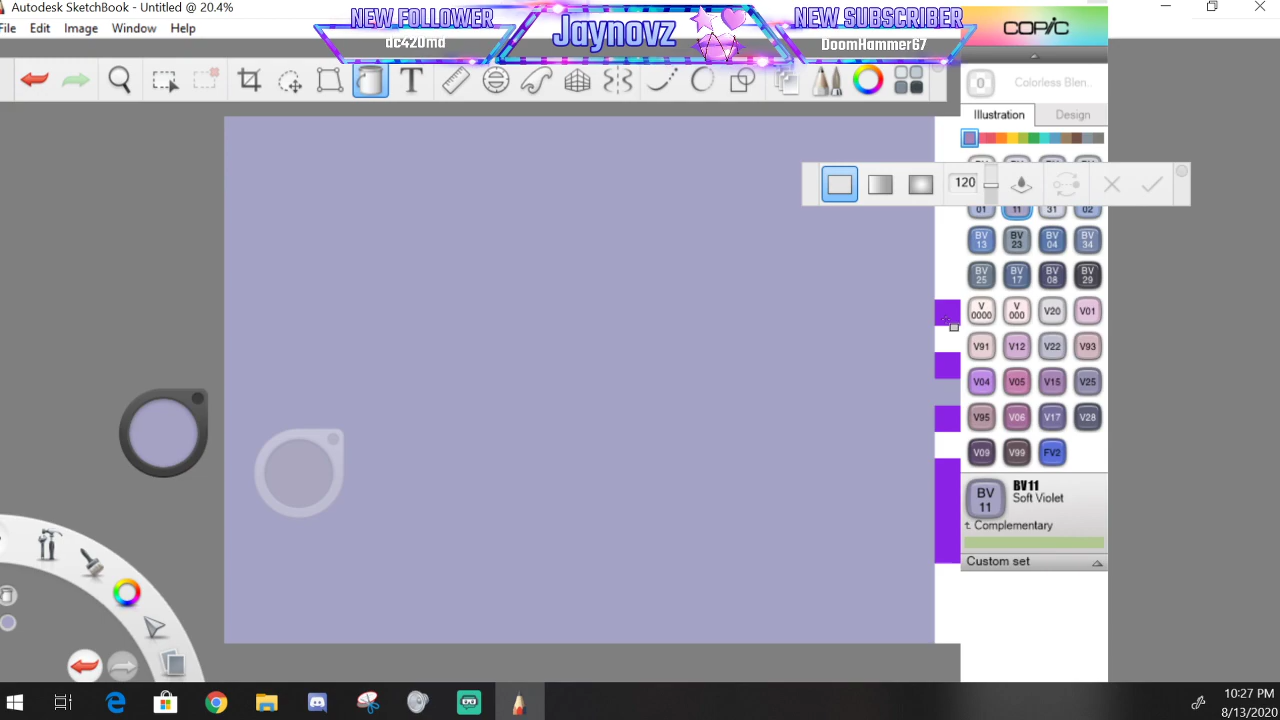 Autodesk SketchBook - Untitled @ 20.4%
File Edit Image Window Help
NEW FOLLOWER
dc420md
Jaynovz
NEW SUBSCRIBER
DoomHammer67
COPIC
0 Colorless Blen..
Illustration Design
120
01 11 31 02
BV 13 BV 23 BV 04 BV 34
BV 25 BV 17 BV 08 BV 29
V 0000 V 000 V20 V01
V91 V12 V22 V93
V04 V05 V15 V25
V95 V06 V17 V28
V09 V99 FV2
BV 11
BV11
Soft Violet
Complementary
Custom set
10:27 PM
8/13/2020